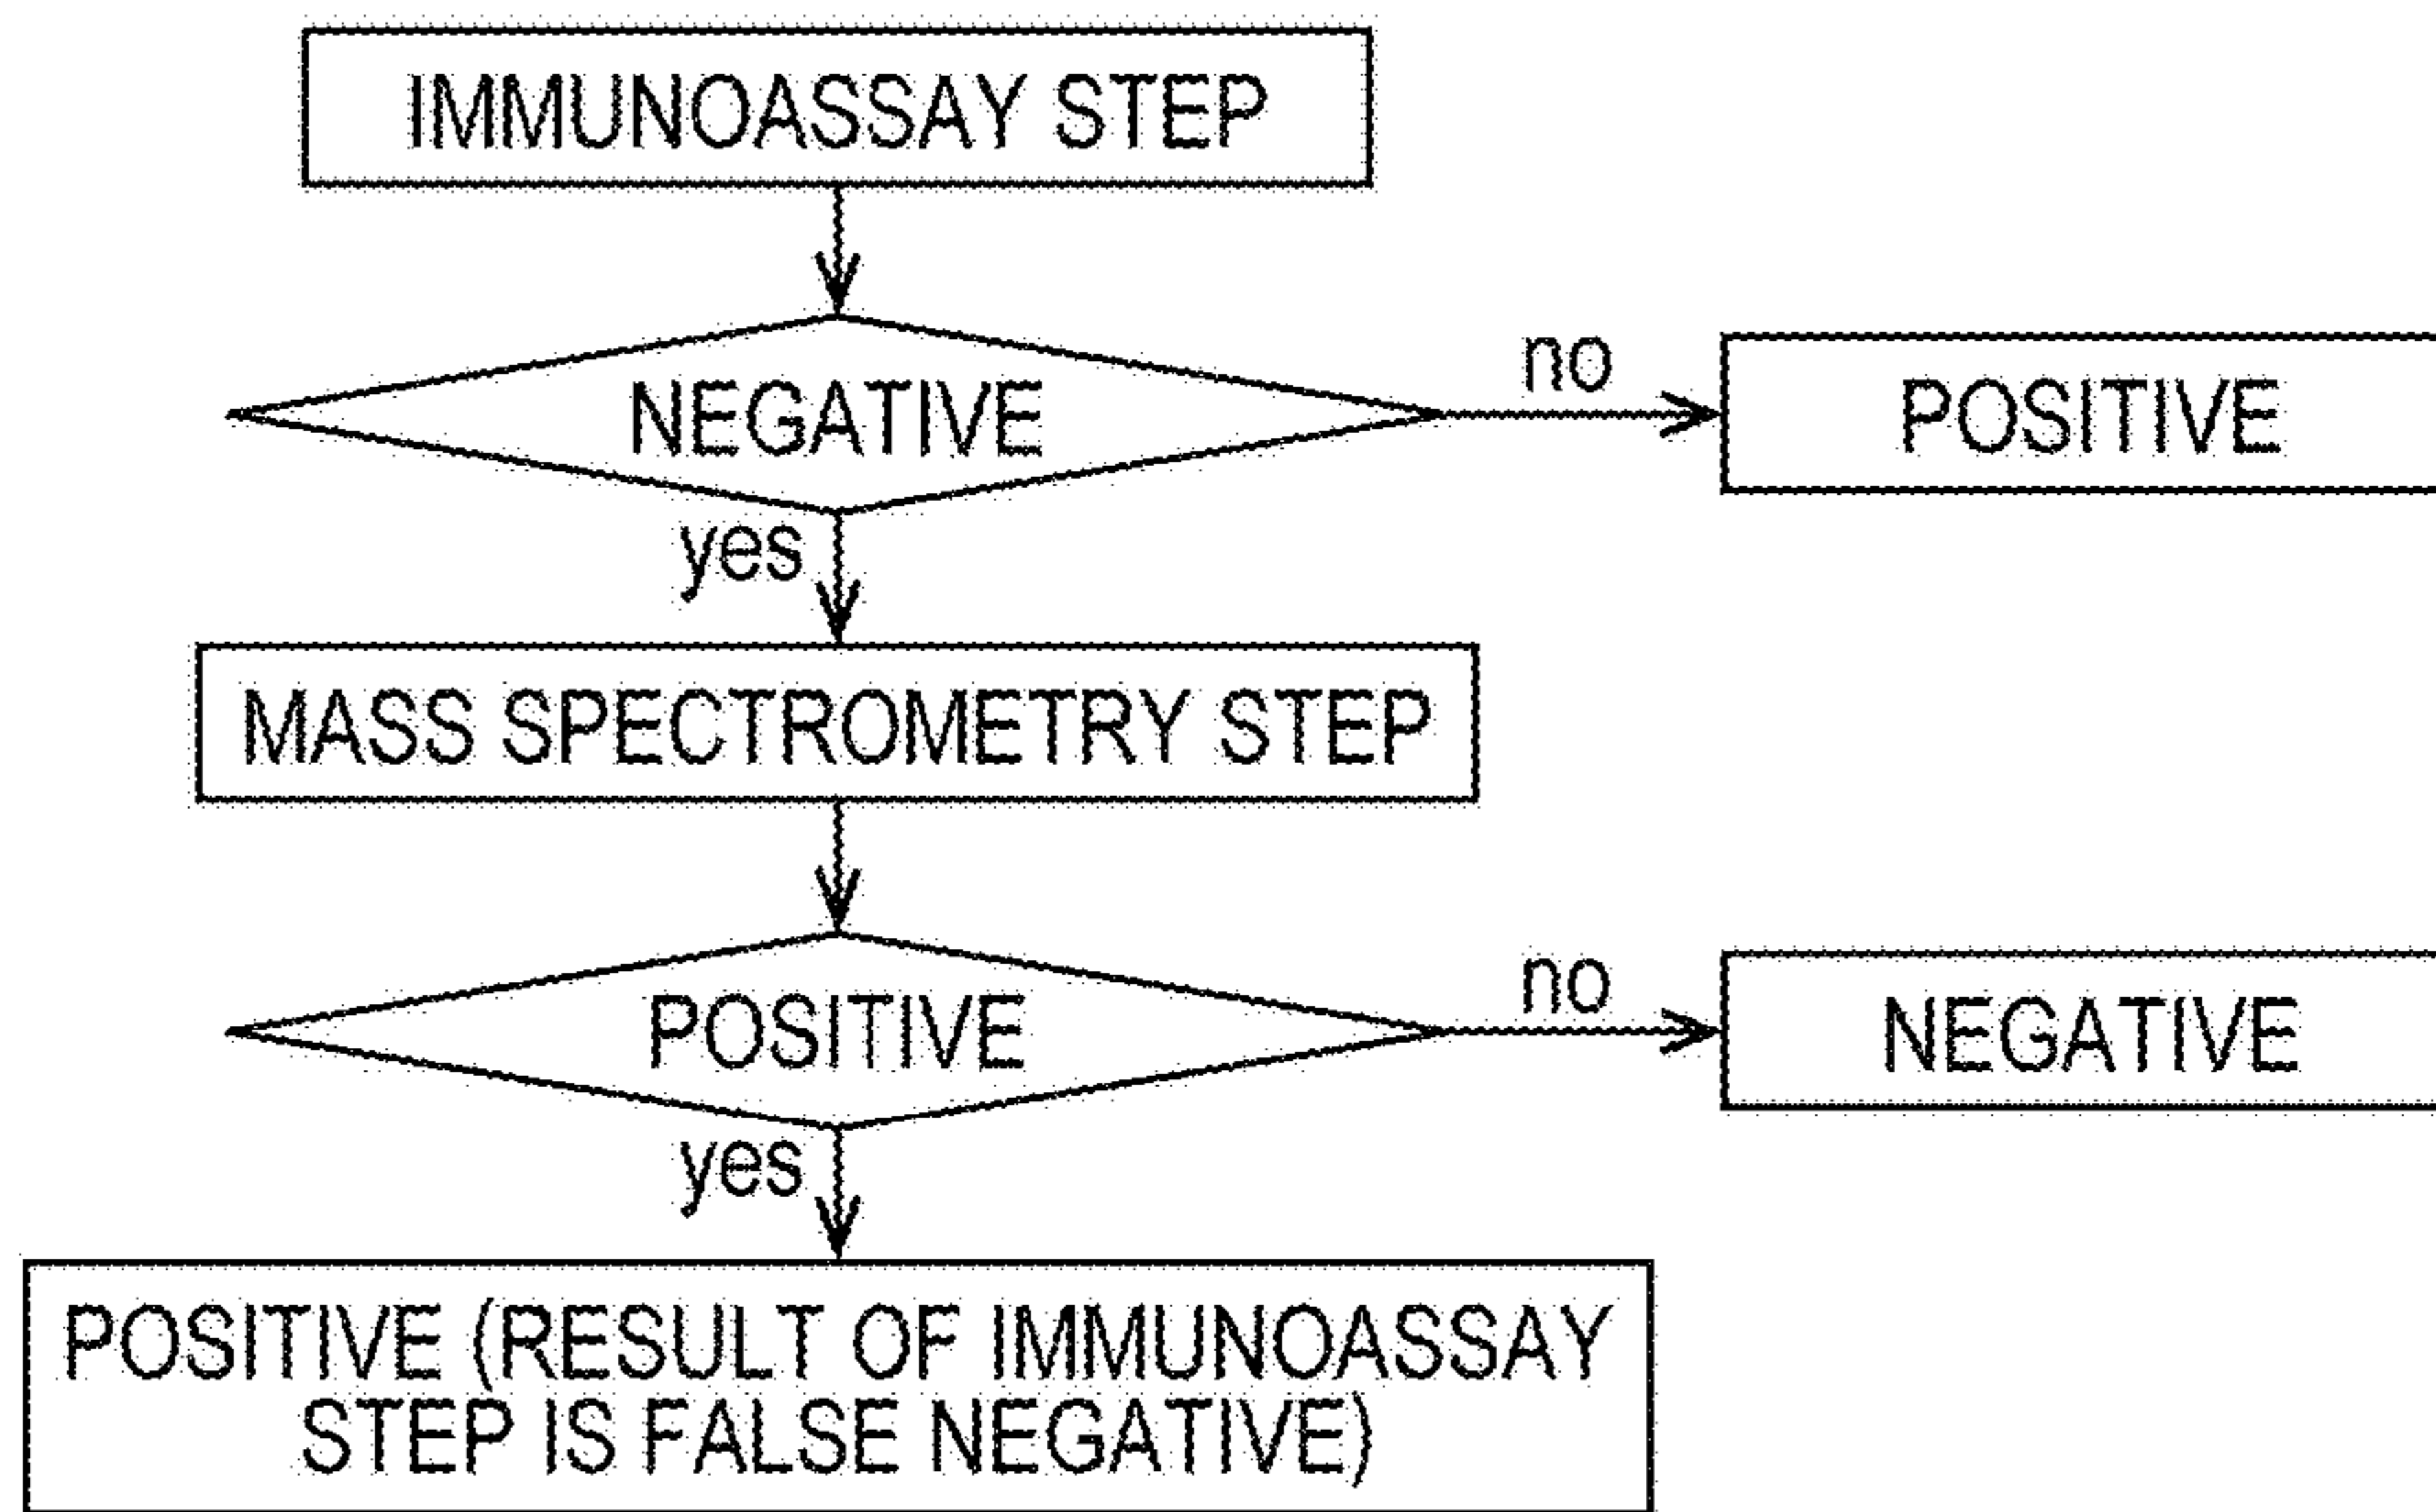 IMMUNOASSAY STEP
NEGATIVE
no
POSITIVE
yes
MASS SPECTROMETRY STEP
POSITIVE
no
NEGATIVE
yes
POSITIVE (RESULT OF IMMUNOASSAY
STEP IS FALSE NEGATIVE)